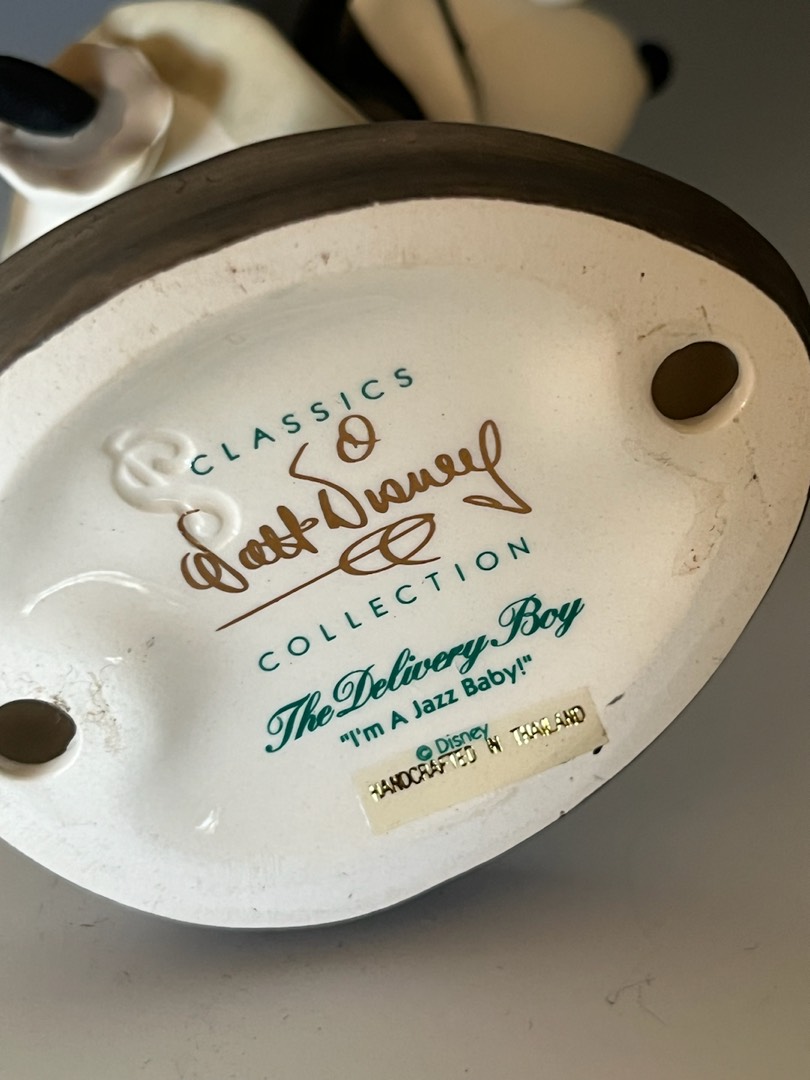 CLASSICS
Walt Disney
COLLECTION
The Delivery Boy
"I'm A Jazz Baby!"
© Disney
HANDCRAFTED IN THAILAND